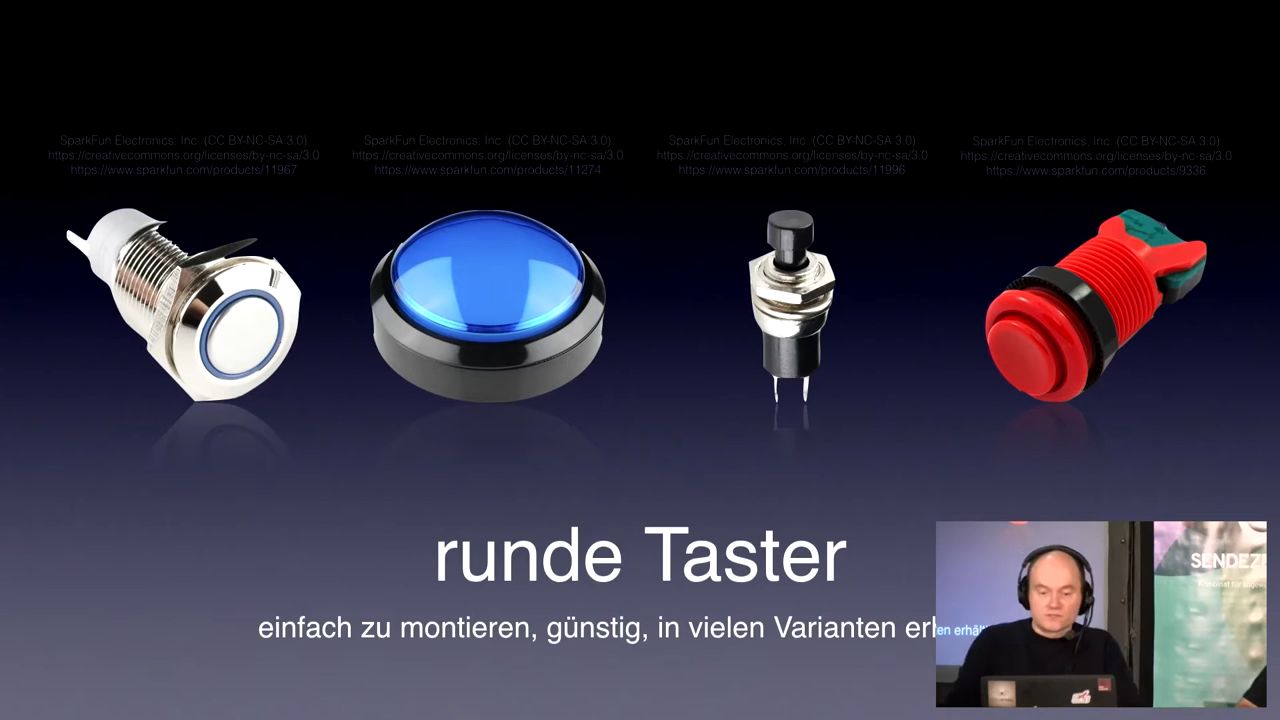 SparkFun Electronics, Inc. (CC BY-NC-SA 3.0)
https://creativecommons.org/licenses/by-nc-sa/3.0
https://www.sparkfun.com/products/11967
SparkFun Electronics, Inc. (CC BY-NC-SA 3.0)
https://creativecommons.org/licenses/by-nc-sa/3.0
https://www.sparkfun.com/products/11274
SparkFun Electronics, Inc. (CC BY-NC-SA 3.0)
https://creativecommons.org/licenses/by-nc-sa/3.0
https://www.sparkfun.com/products/11996
SparkFun Electronics, Inc. (CC BY-NC-SA 3.0)
https://creativecommons.org/licenses/by-nc-sa/3.0
https://www.sparkfun.com/products/9336
runde Taster
einfach zu montieren, günstig, in vielen Varianten erh
SENDEZE